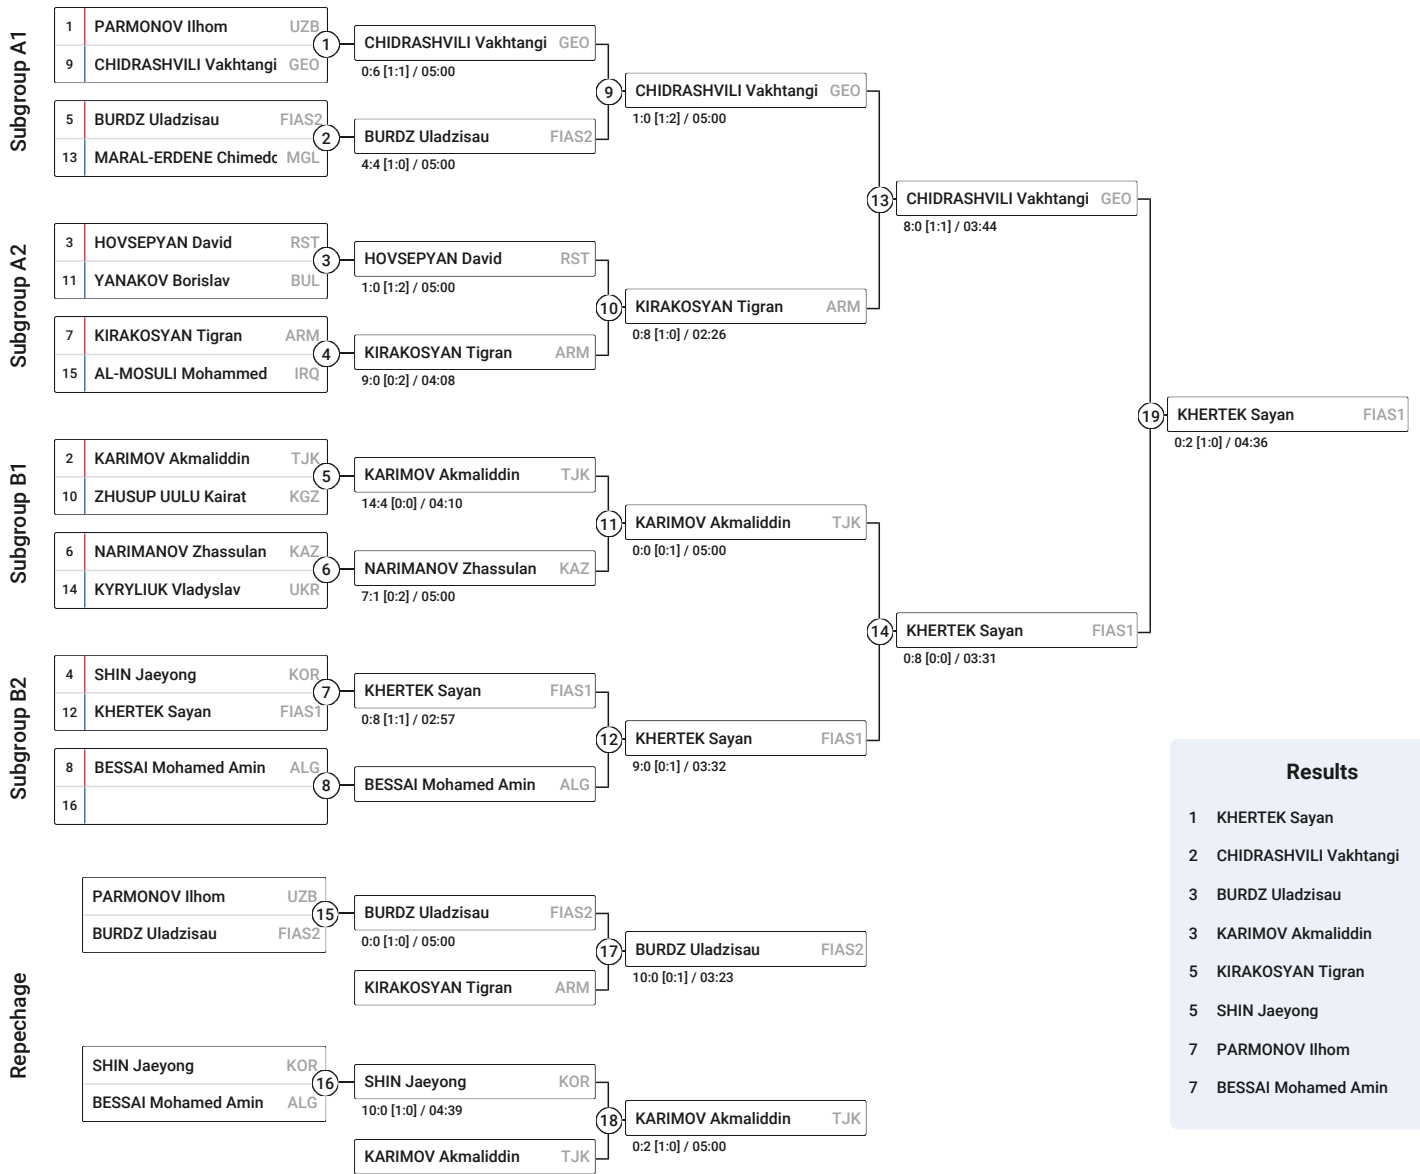 Subgroup A1
1 PARMONOV Ilhom UZB
9 CHIDRASHVILI Vakhtangi GEO
1
CHIDRASHVILI Vakhtangi GEO
0:6 [1:1] / 05:00
5 BURDZ Uladzisau FIAS2
13 MARAL-ERDENE Chimedc MGL
2
BURDZ Uladzisau FIAS2
4:4 [1:0] / 05:00
9
CHIDRASHVILI Vakhtangi GEO
1:0 [1:2] / 05:00
Subgroup A2
3 HOVSEPYAN David RST
11 YANAKOV Borislav BUL
3
HOVSEPYAN David RST
1:0 [1:2] / 05:00
7 KIRAKOSYAN Tigran ARM
15 AL-MOSULI Mohammed IRQ
4
KIRAKOSYAN Tigran ARM
9:0 [0:2] / 04:08
10
KIRAKOSYAN Tigran ARM
0:8 [1:0] / 02:26
13
CHIDRASHVILI Vakhtangi GEO
8:0 [1:1] / 03:44
Subgroup B1
2 KARIMOV Akmaliddin TJK
10 ZHUSUP UULU Kairat KGZ
5
KARIMOV Akmaliddin TJK
14:4 [0:0] / 04:10
6 NARIMANOV Zhassulan KAZ
14 KYRYLIUK Vladyslav UKR
6
NARIMANOV Zhassulan KAZ
7:1 [0:2] / 05:00
11
KARIMOV Akmaliddin TJK
0:0 [0:1] / 05:00
Subgroup B2
4 SHIN Jaeyong KOR
12 KHERTEK Sayan FIAS1
7
KHERTEK Sayan FIAS1
0:8 [1:1] / 02:57
8 BESSAI Mohamed Amin ALG
16
8
BESSAI Mohamed Amin ALG
12
KHERTEK Sayan FIAS1
9:0 [0:1] / 03:32
14
KHERTEK Sayan FIAS1
0:8 [0:0] / 03:31
19
KHERTEK Sayan FIAS1
0:2 [1:0] / 04:36
Repechage
PARMONOV Ilhom UZB
BURDZ Uladzisau FIAS2
15
BURDZ Uladzisau FIAS2
0:0 [1:0] / 05:00
KIRAKOSYAN Tigran ARM
17
BURDZ Uladzisau FIAS2
10:0 [0:1] / 03:23
SHIN Jaeyong KOR
BESSAI Mohamed Amin ALG
16
SHIN Jaeyong KOR
10:0 [1:0] / 04:39
KARIMOV Akmaliddin TJK
18
KARIMOV Akmaliddin TJK
0:2 [1:0] / 05:00
Results
1 KHERTEK Sayan
2 CHIDRASHVILI Vakhtangi
3 BURDZ Uladzisau
3 KARIMOV Akmaliddin
5 KIRAKOSYAN Tigran
5 SHIN Jaeyong
7 PARMONOV Ilhom
7 BESSAI Mohamed Amin